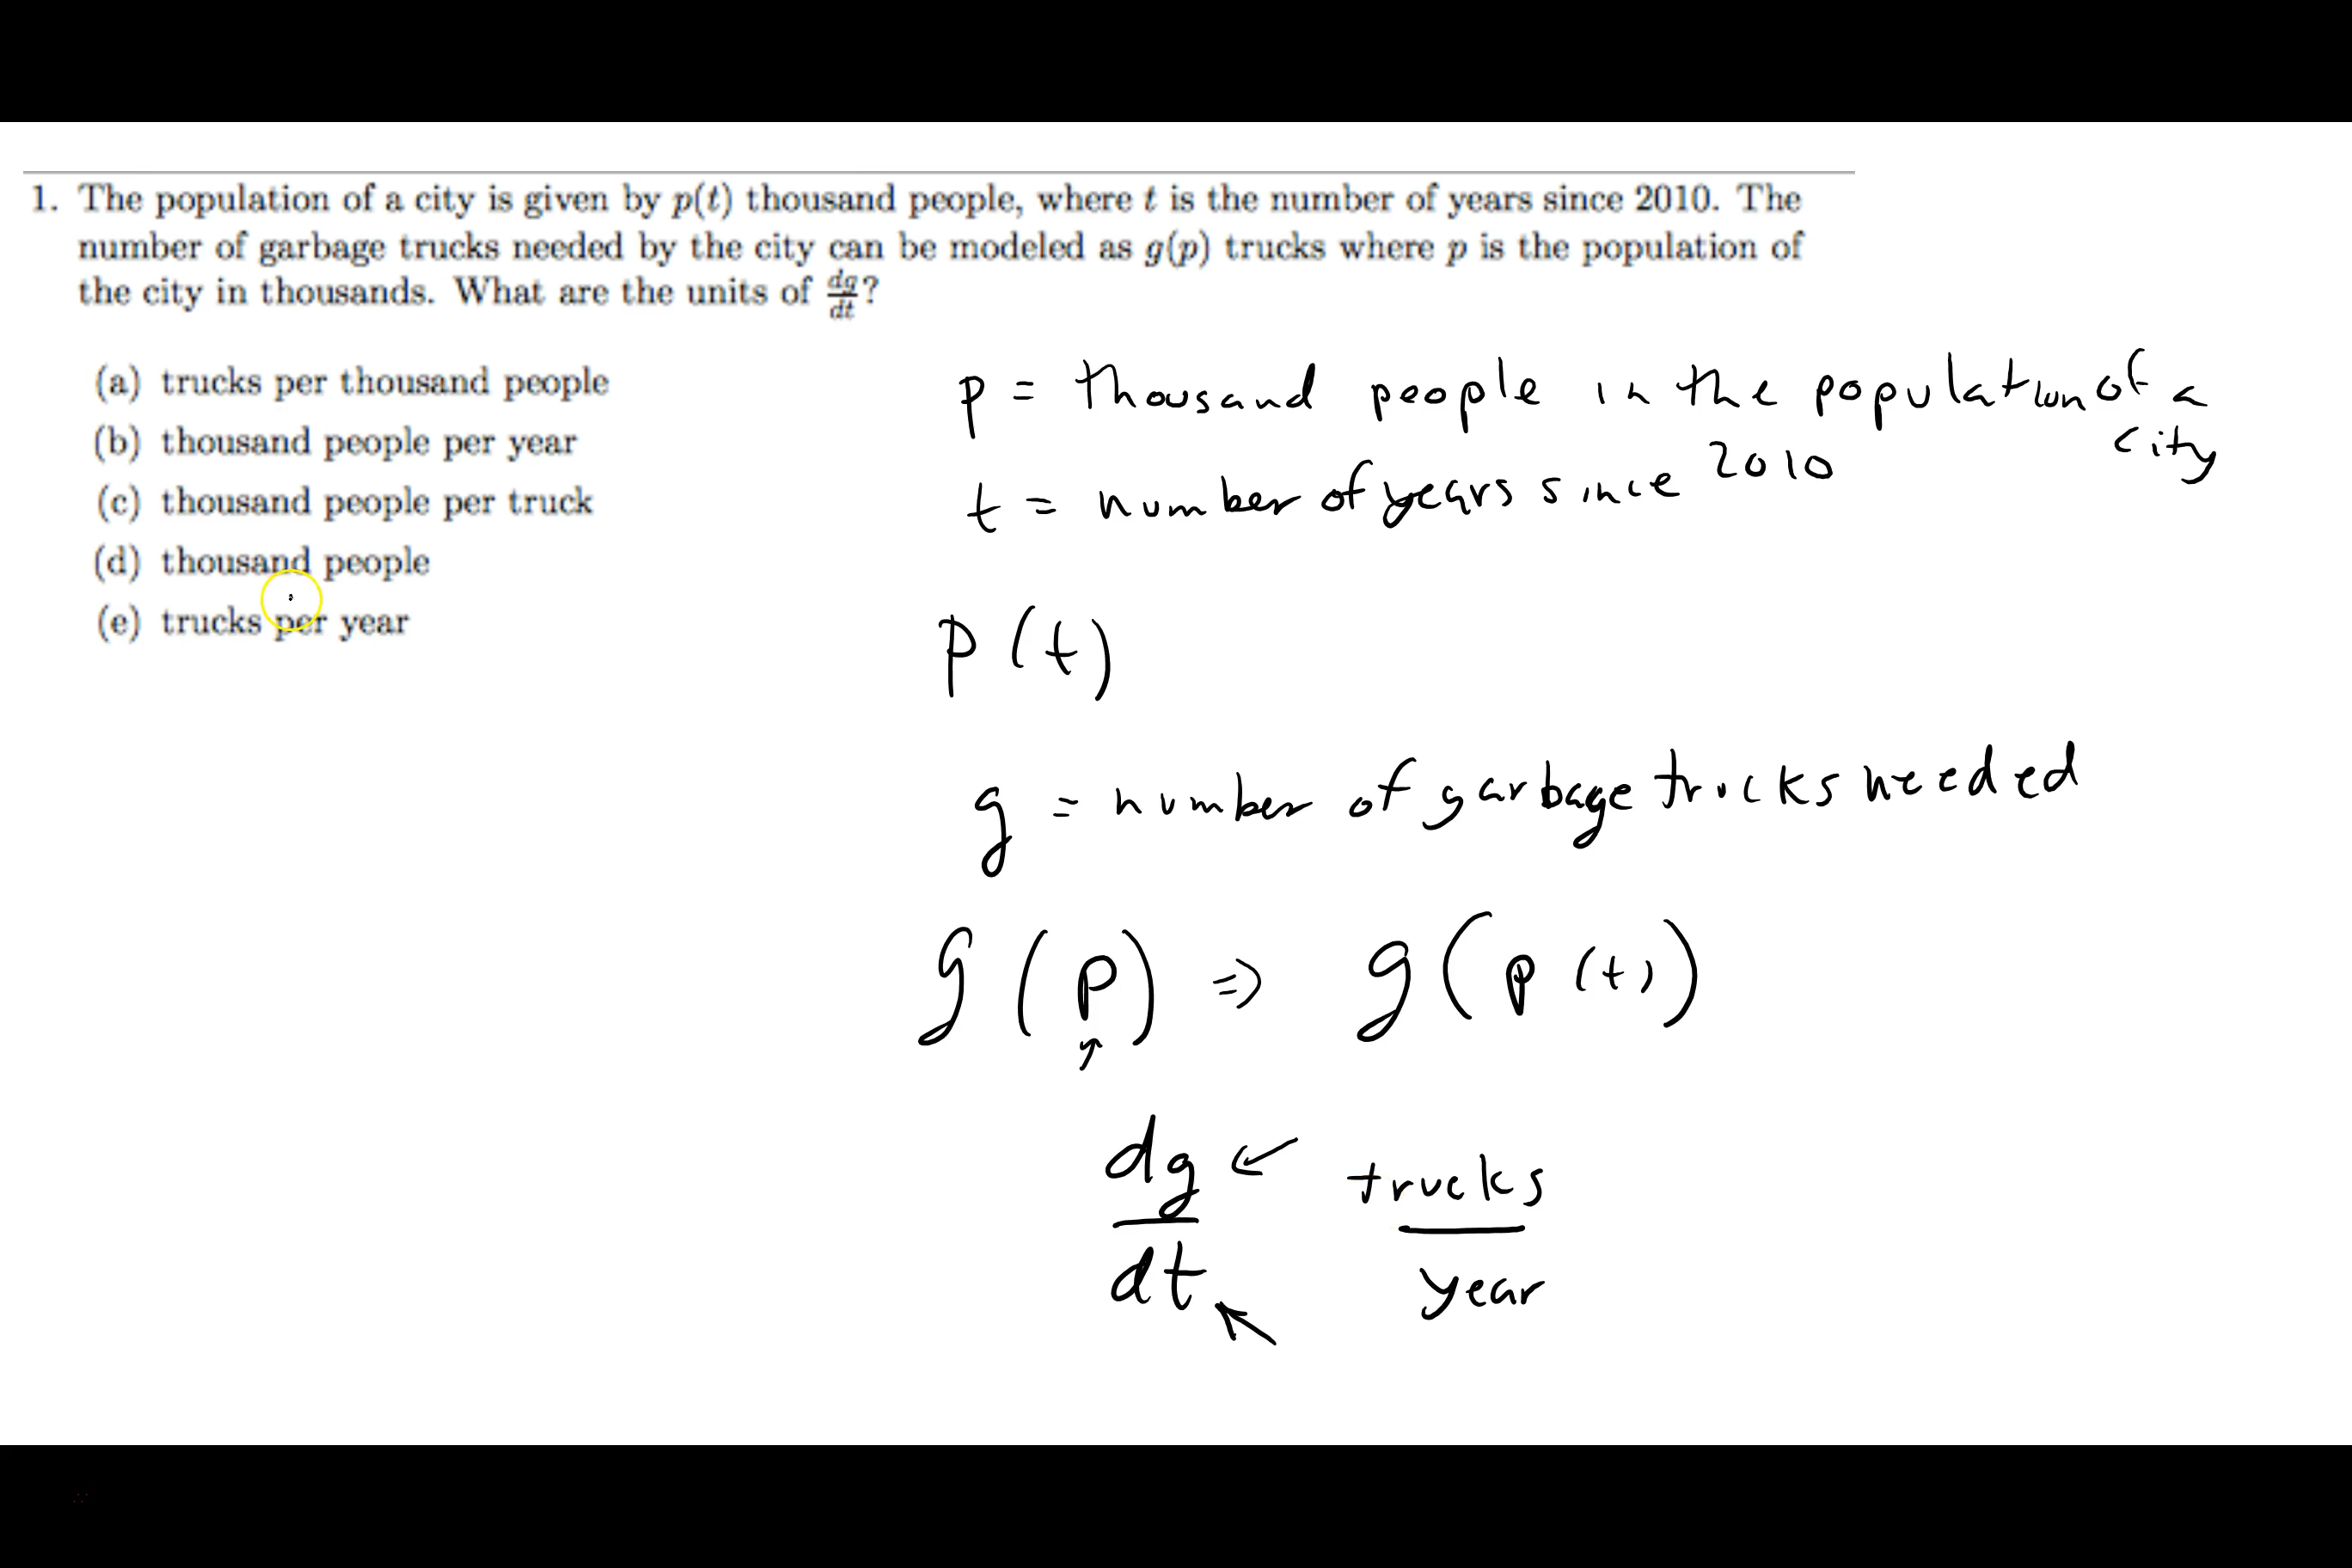 1. The population of a city is given by p(t) thousand people, where t is the number of years since 2010. The
number of garbage trucks needed by the city can be modeled as g(p) trucks where p is the population of
the city in thousands. What are the units of dg/dt?
(a) trucks per thousand people
(b) thousand people per year
(c) thousand people per truck
(d) thousand people
(e) trucks per year
p = thousand people in the population of a
city
t = number of years since 2010
p(t)
g = number of garbage trucks needed
g(p) ⇒ g(p(t))
dg ← trucks
dt ← year